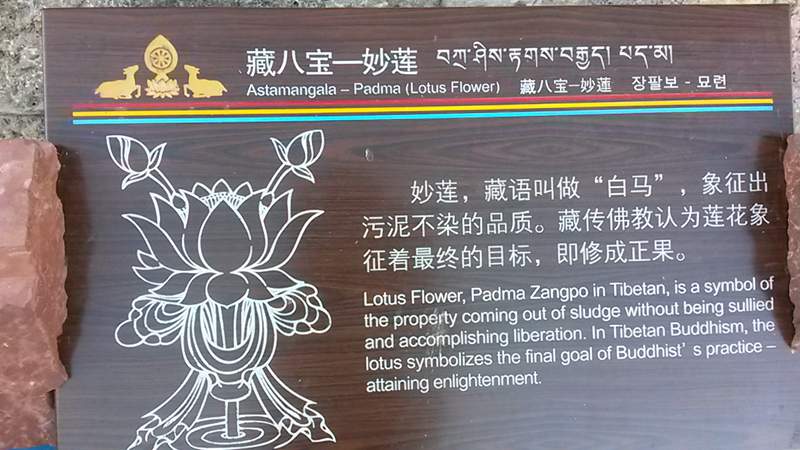 藏八宝—妙莲 བཀྲ་ཤིས་རྟགས་བརྒྱད། པད་མ།
Astamangala – Padma (Lotus Flower) 藏八宝—妙蓮 장팔보 - 묘련
妙莲，藏语叫做“白马”，象征出
污泥不染的品质。藏传佛教认为莲花象
征着最终的目标，即修成正果。
Lotus Flower, Padma Zangpo in Tibetan, is a symbol of
the property coming out of sludge without being sullied
and accomplishing liberation. In Tibetan Buddhism, the
lotus symbolizes the final goal of Buddhist’ s practice –
attaining enlightenment.